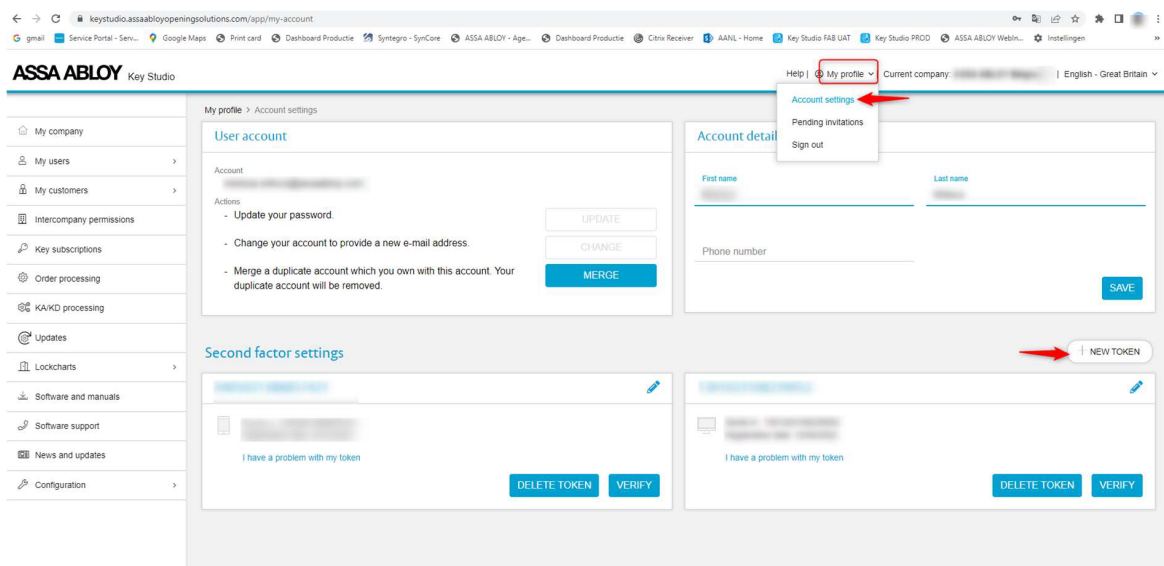 keystudio.assaabloyopeningsolutions.com/app/my-account
gmail Service Portal - Serv... Google Maps Print card Dashboard Productie Syntegro - SynCore ASSA ABLOY - Age... Dashboard Productie Citrix Receiver AANL - Home Key Studio FAB UAT Key Studio PROD ASSA ABLOY WebIn... Instellingen »
ASSA ABLOY Key Studio
Help | My profile Current company: | English - Great Britain
Account settings
Pending invitations
Sign out
My profile > Account settings
My company
My users
My customers
Intercompany permissions
Key subscriptions
Order processing
KA/KD processing
Updates
Lockcharts
Software and manuals
Software support
News and updates
Configuration
User account
Account
Actions
- Update your password.
UPDATE
- Change your account to provide a new e-mail address.
CHANGE
- Merge a duplicate account which you own with this account. Your
duplicate account will be removed.
MERGE
Account detail
First name Last name
Phone number
SAVE
Second factor settings
NEW TOKEN
I have a problem with my token
DELETE TOKEN VERIFY
I have a problem with my token
DELETE TOKEN VERIFY